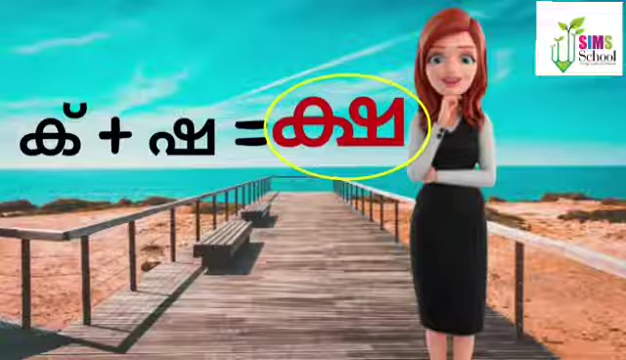 SIMS
School
ക് + ഷ = ക്ഷ